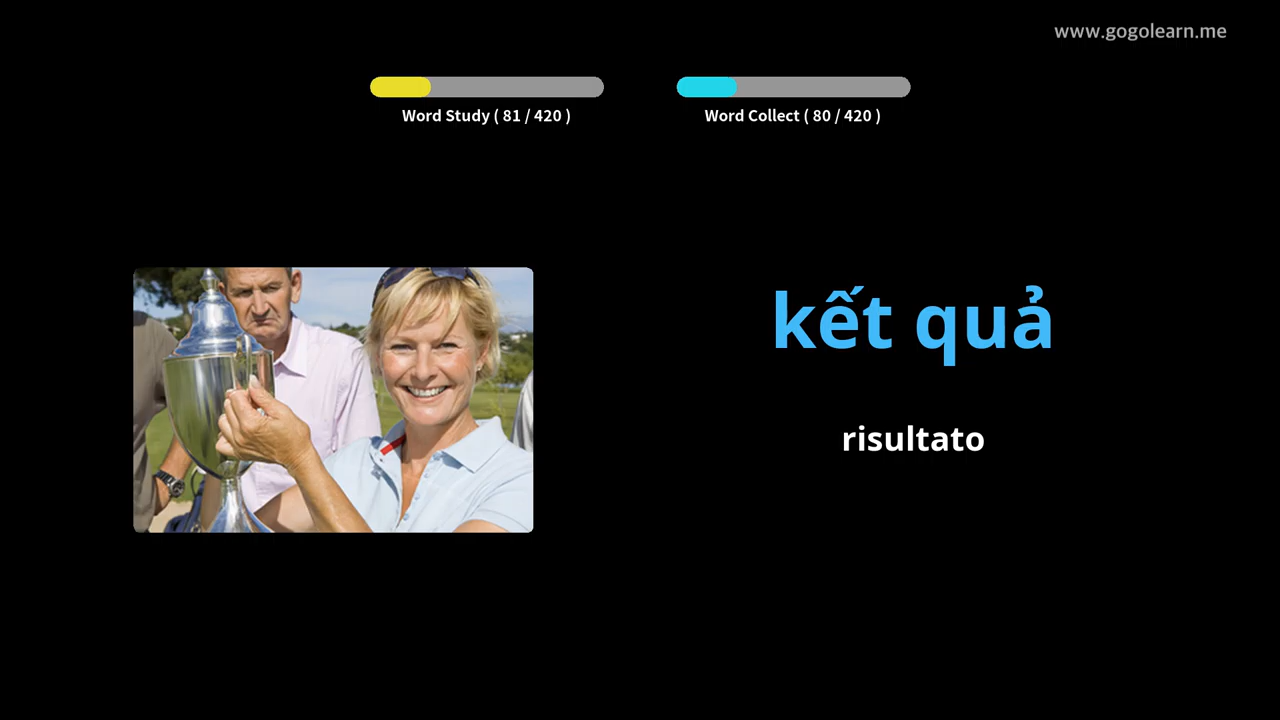 www.gogolearn.me
Word Study ( 81 / 420 )
Word Collect ( 80 / 420 )
kết quả
risultato